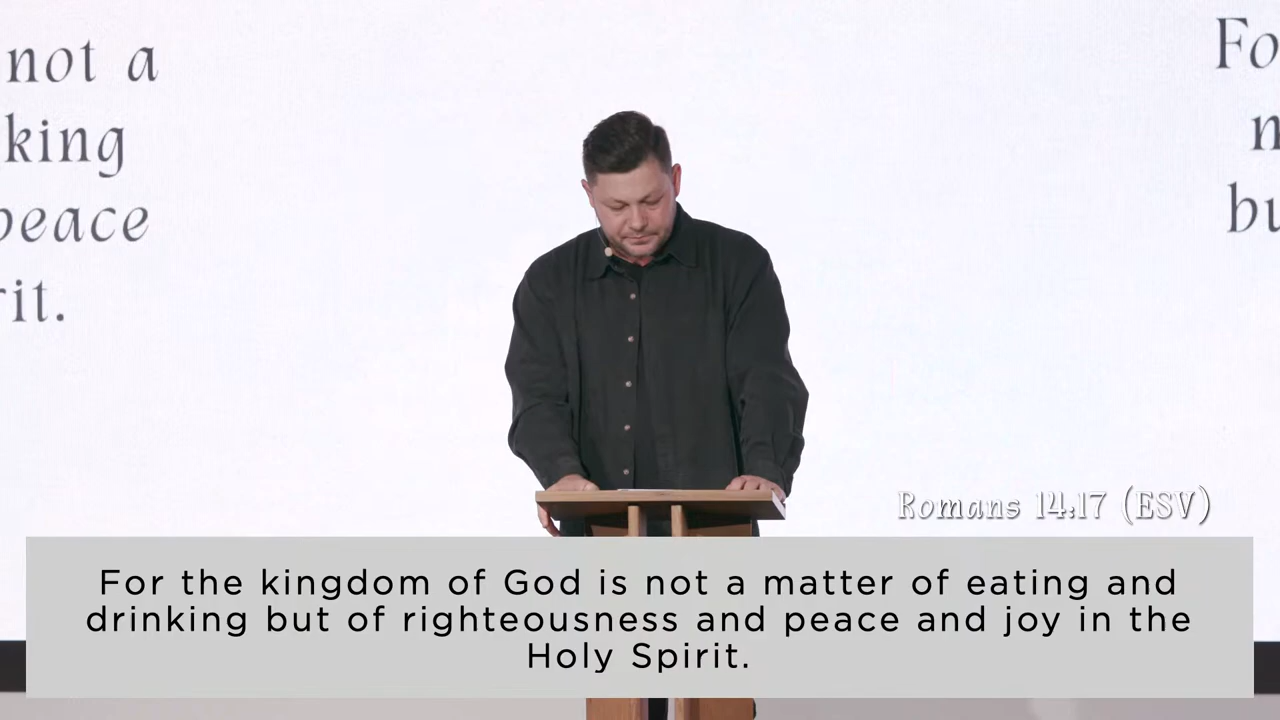 not a
king
peace
rit.
Fo
n
bu
Romans 14:17 (ESV)
For the kingdom of God is not a matter of eating and
drinking but of righteousness and peace and joy in the
Holy Spirit.